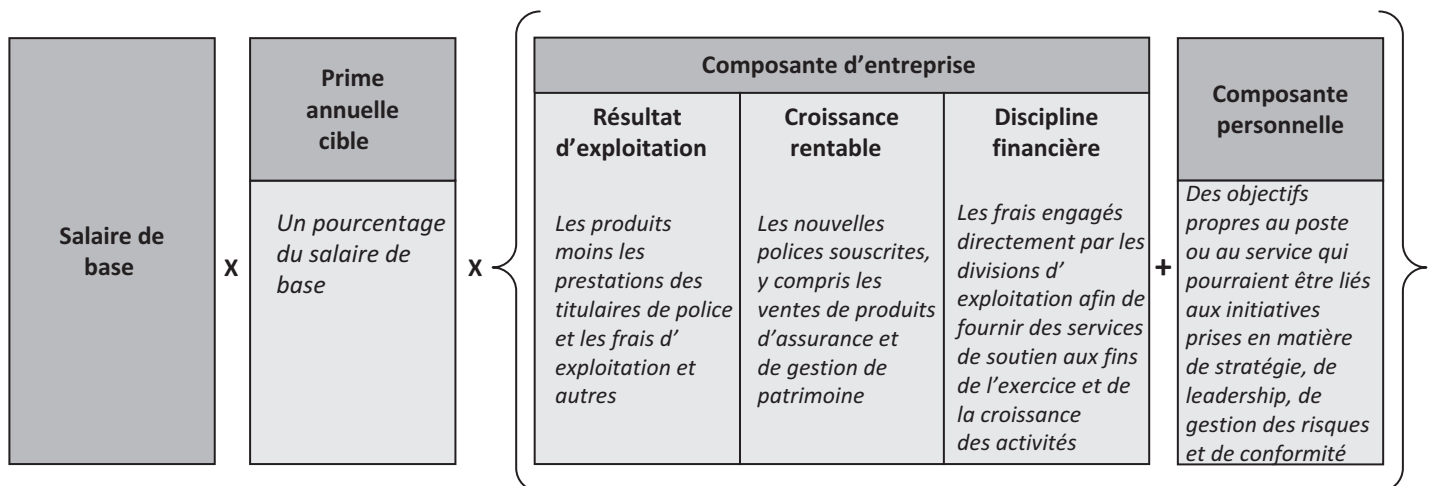 Salaire de
base
X
Prime
annuelle
cible
Un pourcentage
du salaire de
base
X
Composante d’entreprise
Résultat
d’exploitation
Les produits
moins les
prestations des
titulaires de police
et les frais d’
exploitation et
autres
Croissance
rentable
Les nouvelles
polices souscrites,
y compris les
ventes de produits
d’assurance et
de gestion de
patrimoine
Discipline
financière
Les frais engagés
directement par les
divisions d’
exploitation afin de
fournir des services
de soutien aux fins
de l’exercice et de
la croissance
des activités
+
Composante
personnelle
Des objectifs
propres au poste
ou au service qui
pourraient être liés
aux initiatives
prises en matière
de stratégie, de
leadership, de
gestion des risques
et de conformité